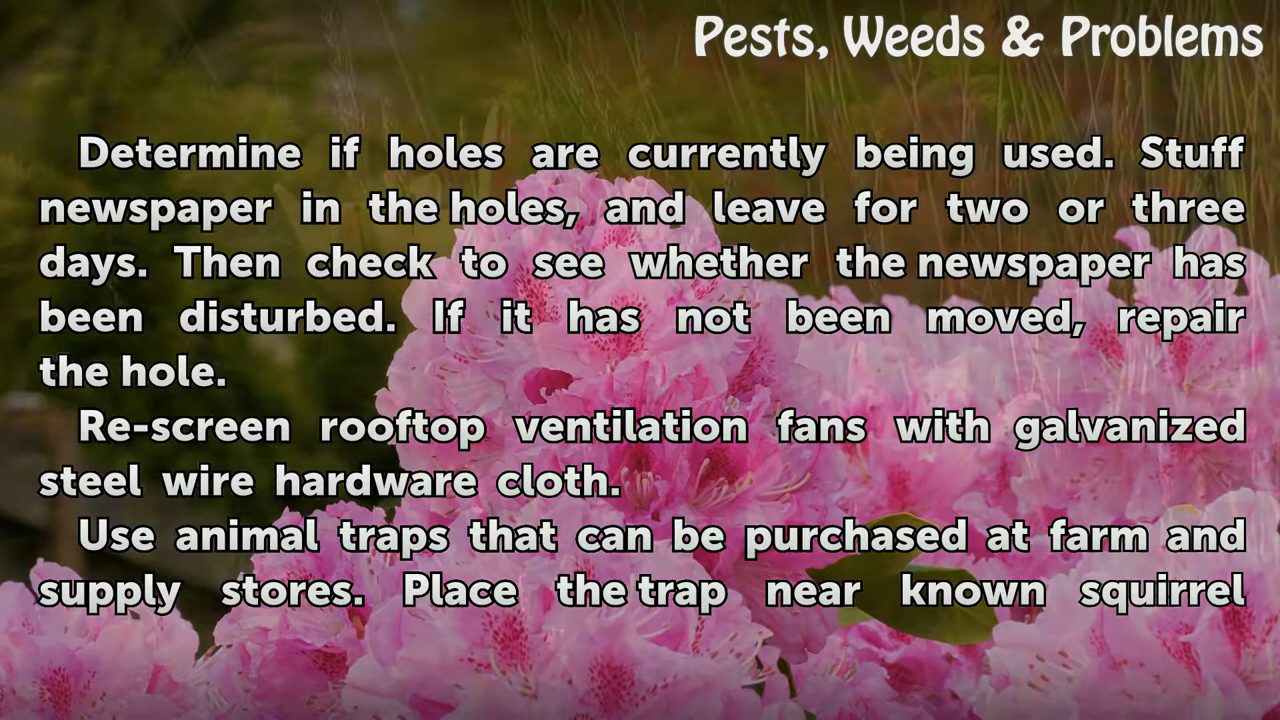 Pests, Weeds & Problems
Determine if holes are currently being used. Stuff
newspaper in the holes, and leave for two or three
days. Then check to see whether the newspaper has
been disturbed. If it has not been moved, repair
the hole.
Re-screen rooftop ventilation fans with galvanized
steel wire hardware cloth.
Use animal traps that can be purchased at farm and
supply stores. Place the trap near known squirrel